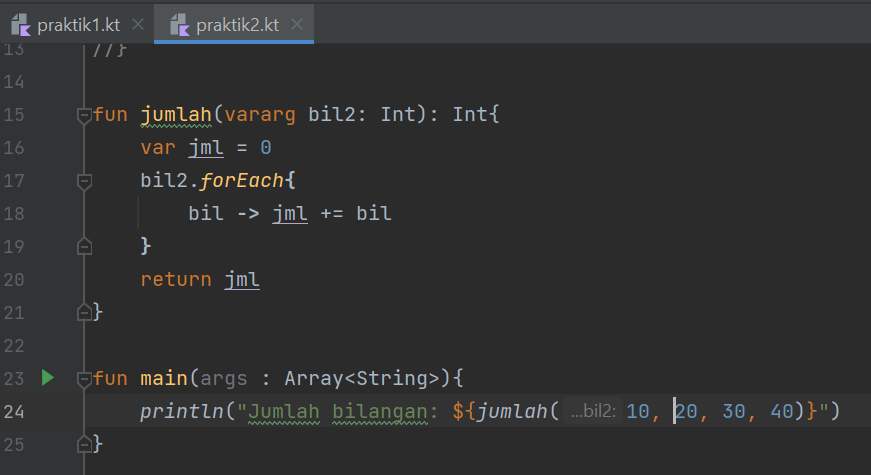 praktik1.kt praktik2.kt
13 //}
14
15 fun jumlah(vararg bil2: Int): Int{
16     var jml = 0
17     bil2.forEach{
18         bil -> jml += bil
19     }
20     return jml
21 }
22
23 fun main(args : Array<String>){
24     println("Jumlah bilangan: ${jumlah( ...bil2: 10, 20, 30, 40)}")
25 }